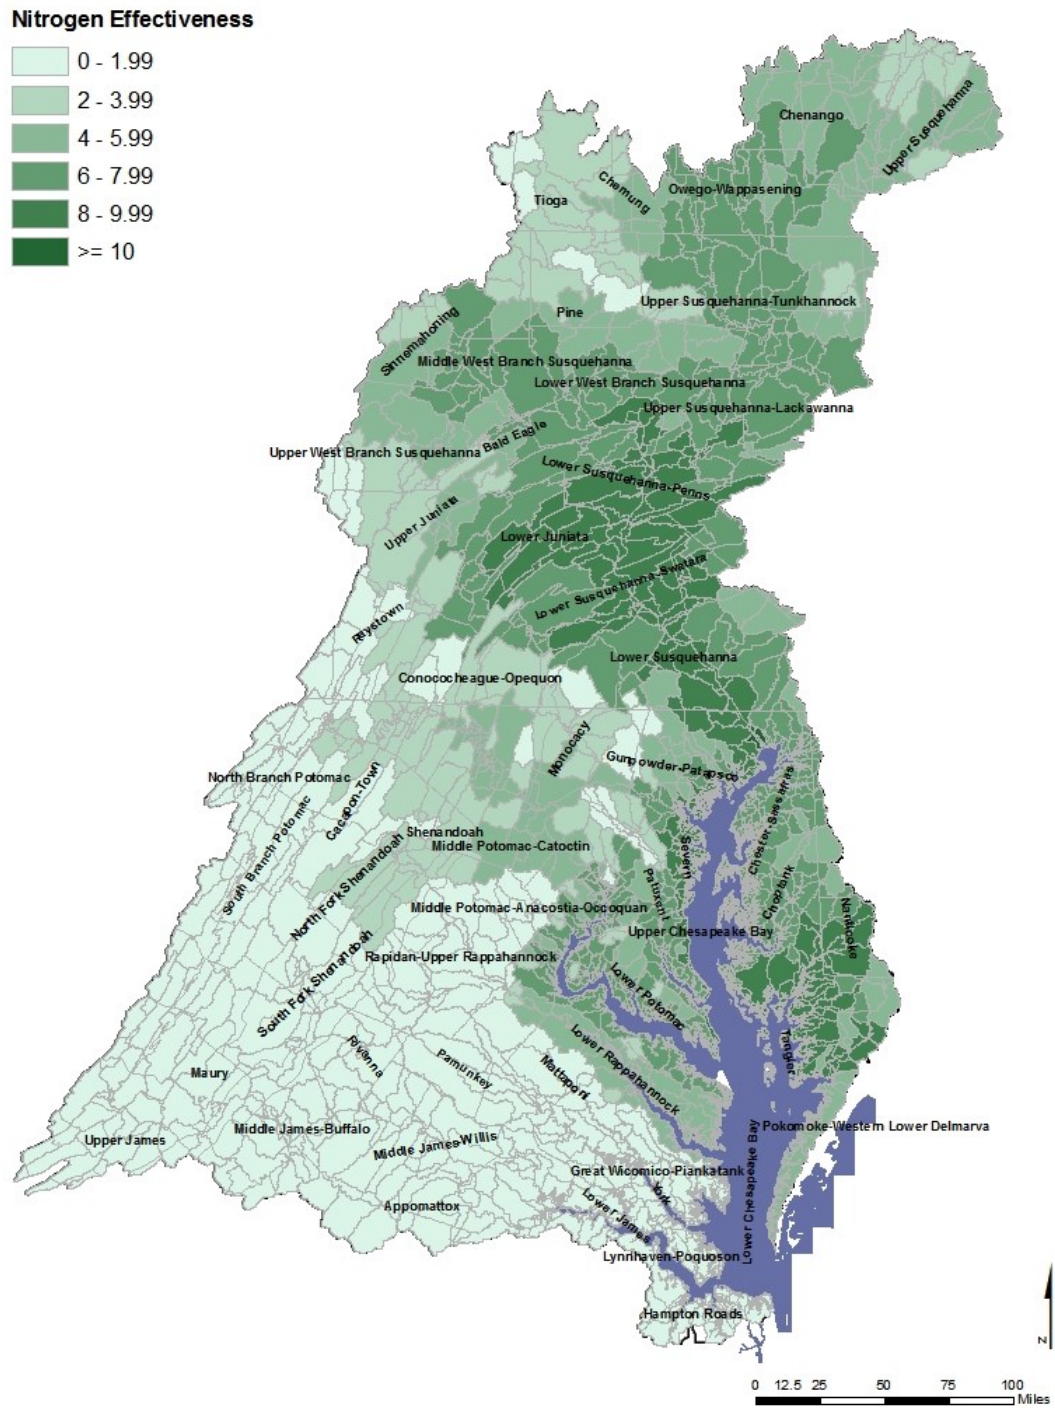 Nitrogen Effectiveness
0 - 1.99
2 - 3.99
4 - 5.99
6 - 7.99
8 - 9.99
>= 10
Chenango
Upper Susquehanna
Chemung
Owego-Wappasening
Tioga
Upper Susquehanna-Tunkhannock
Pine
Sinnemahoning
Middle West Branch Susquehanna
Lower West Branch Susquehanna
Upper Susquehanna-Lackawanna
Bald Eagle
Upper West Branch Susquehanna
Lower Susquehanna-Penns
Upper Juniata
Lower Juniata
Lower Susquehanna-Swatara
Raystown
Lower Susquehanna
Conococheague-Opequon
Monocacy
Gunpowder-Patapsco
North Branch Potomac
Cacapon-Town
Chester-Sassafras
South Branch Potomac
Shenandoah
Middle Potomac-Catoctin
North Fork Shenandoah
Severn
Patuxent
Choptank
Nanticoke
Middle Potomac-Anacostia-Occoquan
Upper Chesapeake Bay
Rapidan-Upper Rappahannock
South Fork Shenandoah
Lower Potomac
Lower Rappahannock
Tangier
Rivanna
Pamunkey
Mattaponi
Maury
Upper James
Middle James-Buffalo
Middle James-Willis
Pokomoke-Western Lower Delmarva
Great Wicomico-Piankatank
York
Lower Chesapeake Bay
Appomattox
Lower James
Lynnhaven-Poquoson
Hampton Roads
N
0 12.5 25 50 75 100
Miles